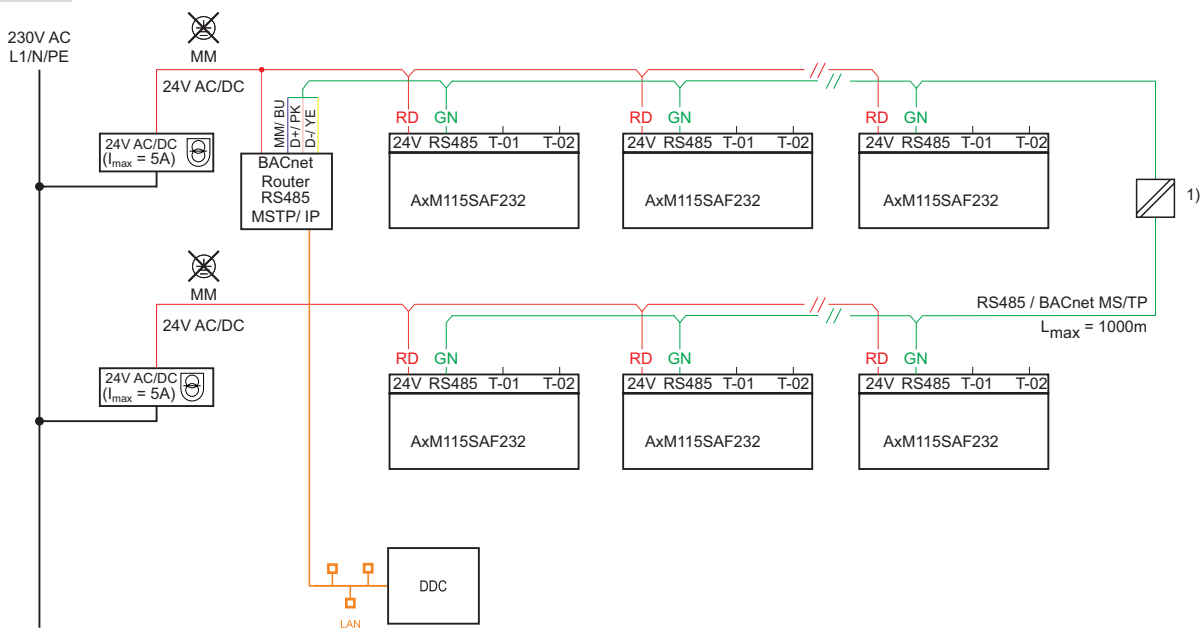 230V AC
L1/N/PE
MM
24V AC/DC
24V AC/DC
(Imax = 5A)
MM/ BU
D+/ PK
D-/ YE
BACnet
Router
RS485
MSTP/ IP
RD GN
RD GN
RD GN
24V RS485 T-01 T-02
24V RS485 T-01 T-02
24V RS485 T-01 T-02
AxM115SAF232
AxM115SAF232
AxM115SAF232
1)
MM
24V AC/DC
RS485 / BACnet MS/TP
Lmax = 1000m
24V AC/DC
(Imax = 5A)
RD GN
RD GN
RD GN
24V RS485 T-01 T-02
24V RS485 T-01 T-02
24V RS485 T-01 T-02
AxM115SAF232
AxM115SAF232
AxM115SAF232
DDC
LAN